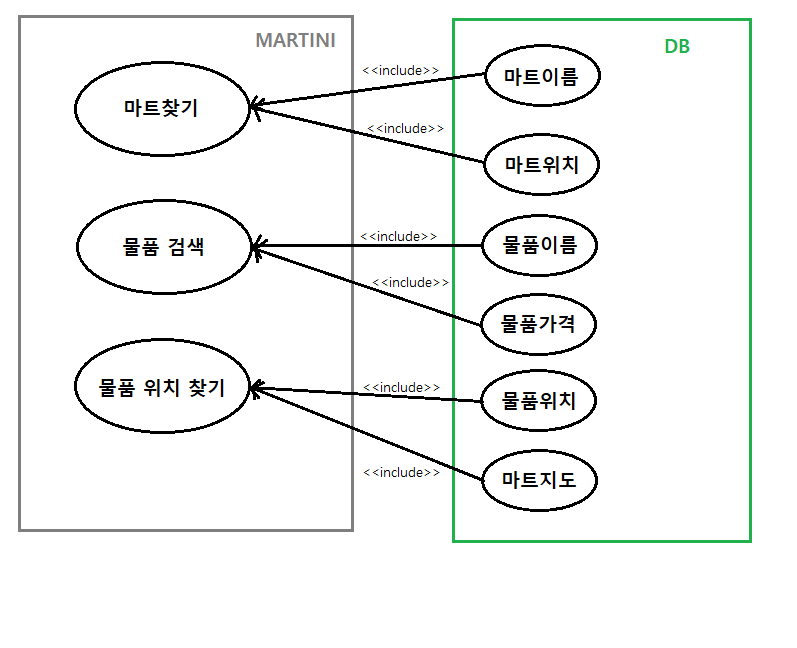 MARTINI
DB
마트찾기
<<include>>
마트이름
<<include>>
마트위치
물품 검색
<<include>>
물품이름
<<include>>
물품가격
물품 위치 찾기
<<include>>
물품위치
<<include>>
마트지도